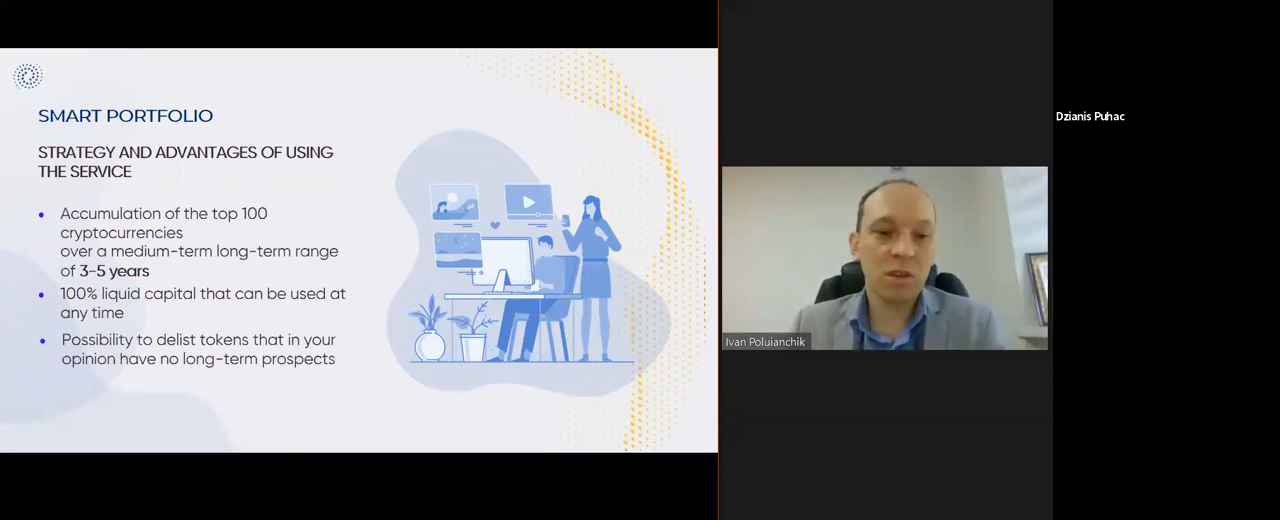 SMART PORTFOLIO
STRATEGY AND ADVANTAGES OF USING
THE SERVICE
• Accumulation of the top 100
cryptocurrencies
over a medium-term long-term range
of 3-5 years
• 100% liquid capital that can be used at
any time
• Possibility to delist tokens that in your
opinion have no long-term prospects
Ivan Poluianchik
Dzianis Puhac